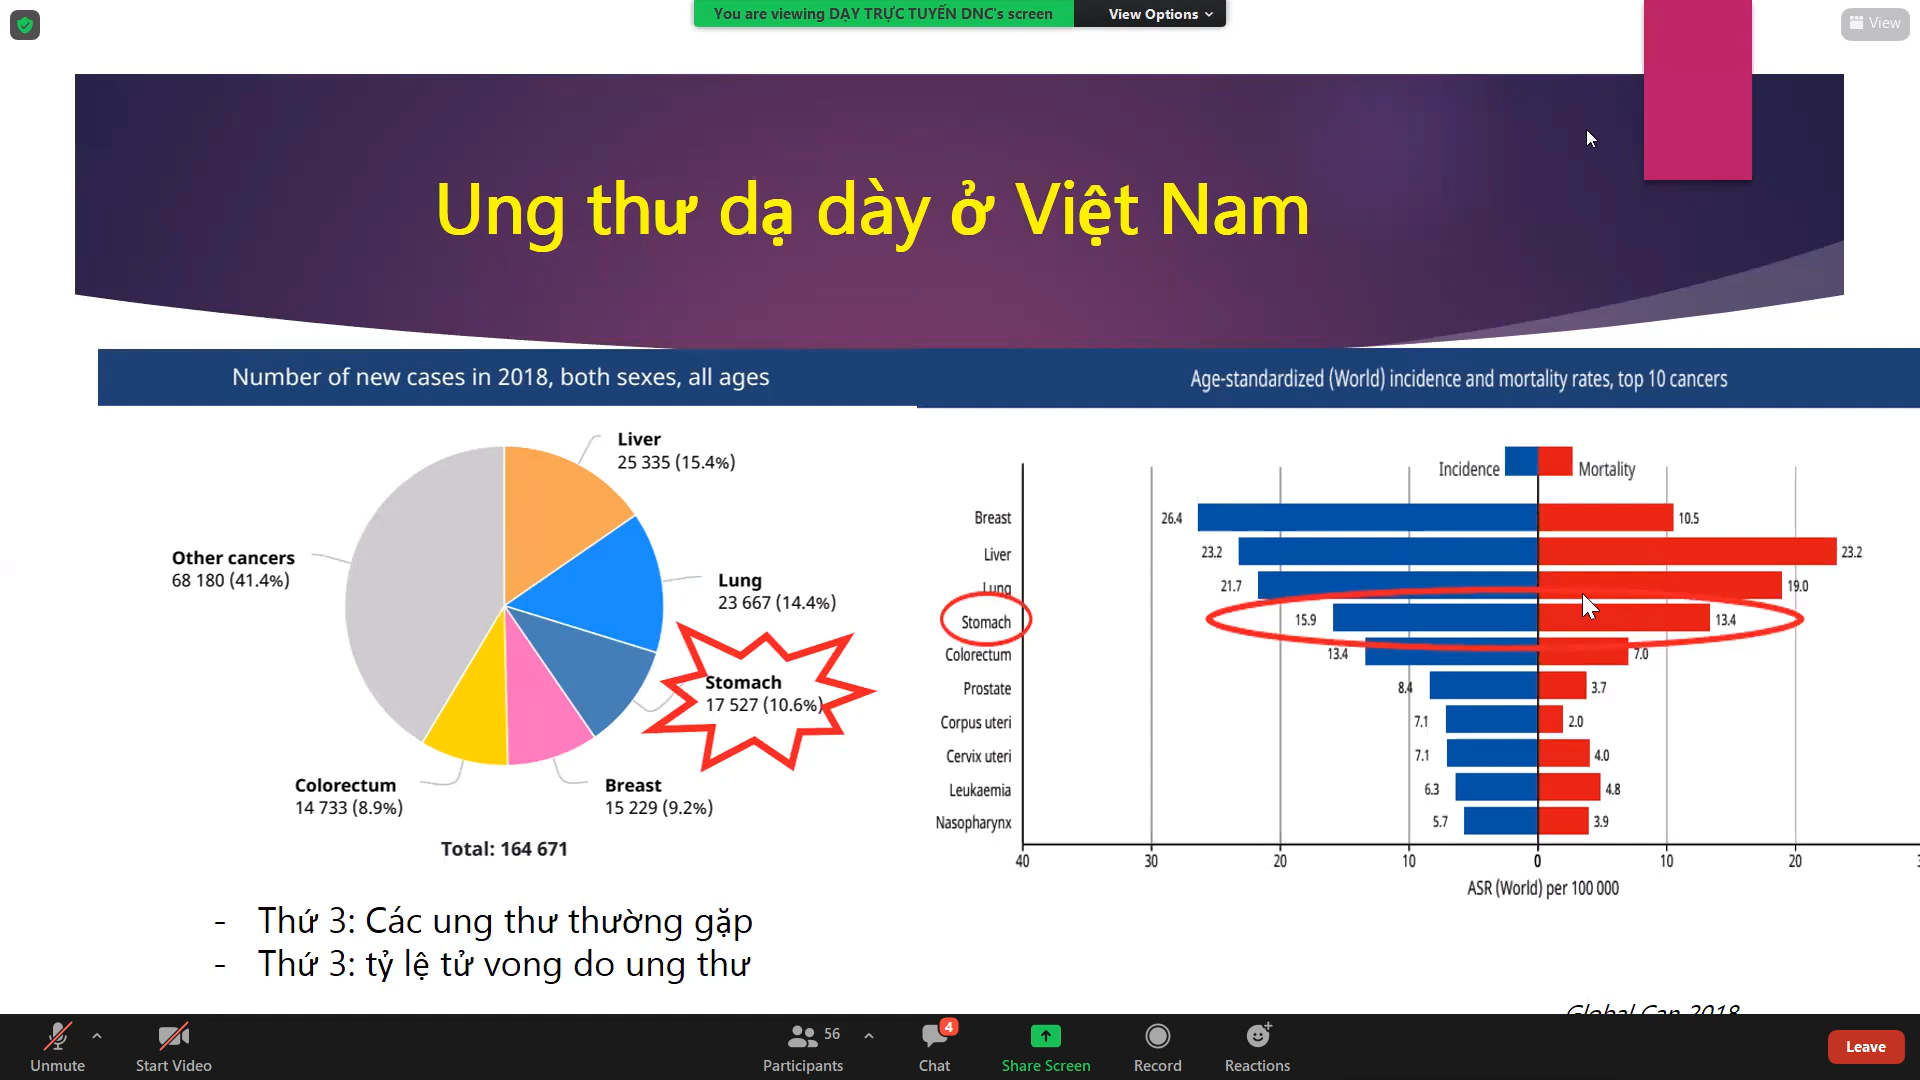 You are viewing DẠY TRỰC TUYẾN DNC's screen
View Options
View
Ung thư dạ dày ở Việt Nam
Number of new cases in 2018, both sexes, all ages
Liver
25 335 (15.4%)
Other cancers
68 180 (41.4%)
Lung
23 667 (14.4%)
Stomach
17 527 (10.6%)
Colorectum
14 733 (8.9%)
Breast
15 229 (9.2%)
Total: 164 671
Age-standardized (World) incidence and mortality rates, top 10 cancers
Incidence Mortality
Breast 26.4 10.5
Liver 23.2 23.2
Lung 21.7 19.0
Stomach 15.9 13.4
Colorectum 13.4 7.0
Prostate 8.4 3.7
Corpus uteri 7.1 2.0
Cervix uteri 7.1 4.0
Leukaemia 6.3 4.8
Nasopharynx 5.7 3.9
40 30 20 10 0 10 20
ASR (World) per 100 000
- Thứ 3: Các ung thư thường gặp
- Thứ 3: tỷ lệ tử vong do ung thư
Global Can 2018
Unmute
Start Video
56
Participants
4
Chat
Share Screen
Record
Reactions
Leave